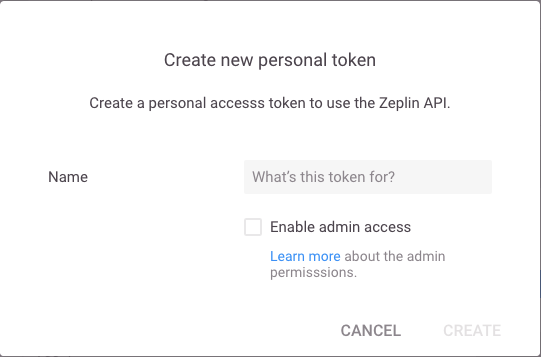 Create new personal token
Create a personal accesss token to use the Zeplin API.
Name
What's this token for?
Enable admin access
Learn more about the admin
permisssions.
CANCEL
CREATE